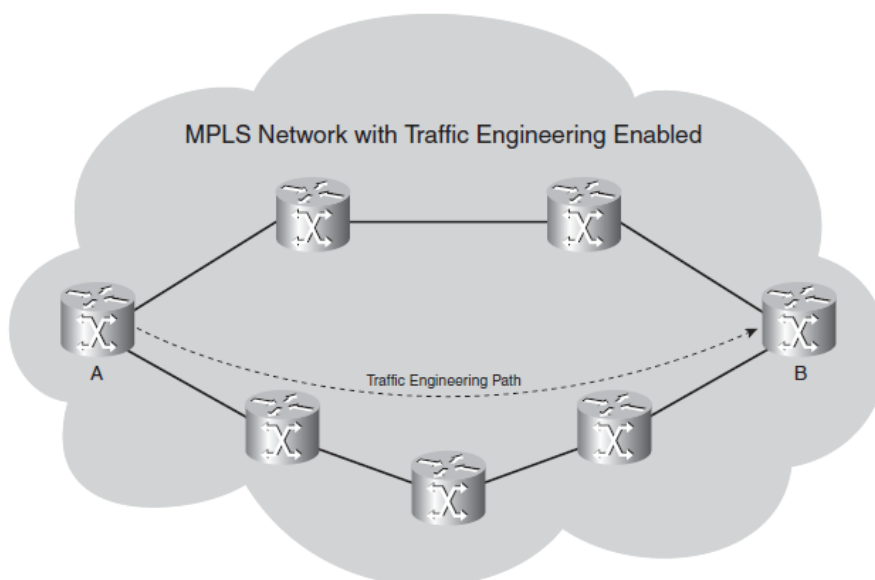 MPLS Network with Traffic Engineering Enabled
A
Traffic Engineering Path
B